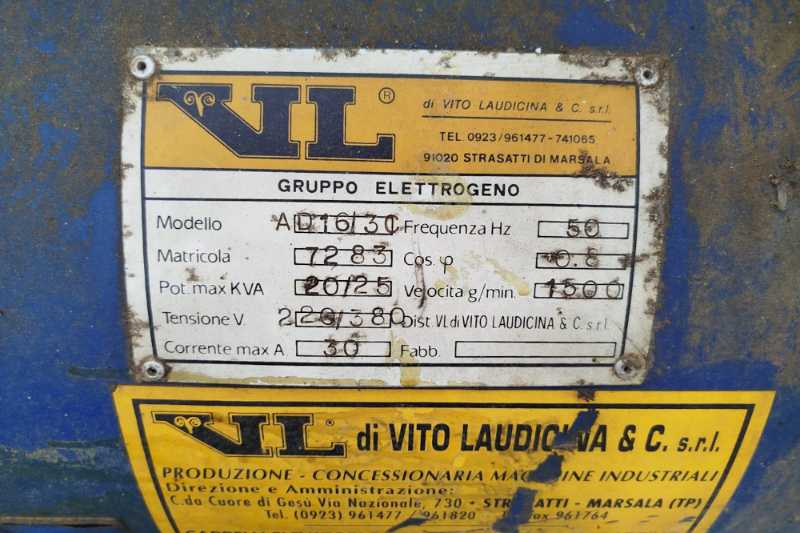 VL® di VITO LAUDICINA & C. s.r.l.
TEL. 0923/961477-741065
91020 STRASATTI DI MARSALA
GRUPPO ELETTROGENO
Modello AD16/3C Frequenza Hz 50
Matricola 7283 Cos. φ 0.8
Pot. max KVA 20/25 Velocita g/min. 1500
Tensione V. 220/380 Dist. VL di VITO LAUDICINA & C. s.r.l.
Corrente max A 30 Fabb.
VL di VITO LAUDICINA & C. s.r.l.
PRODUZIONE - CONCESSIONARIA MACCHINE INDUSTRIALI
Direzione e Amministrazione:
C.da Cuore di Gesù Via Nazionale, 730 - STRASATTI - MARSALA (TP)
Tel. (0923) 961477 / 961820 961764